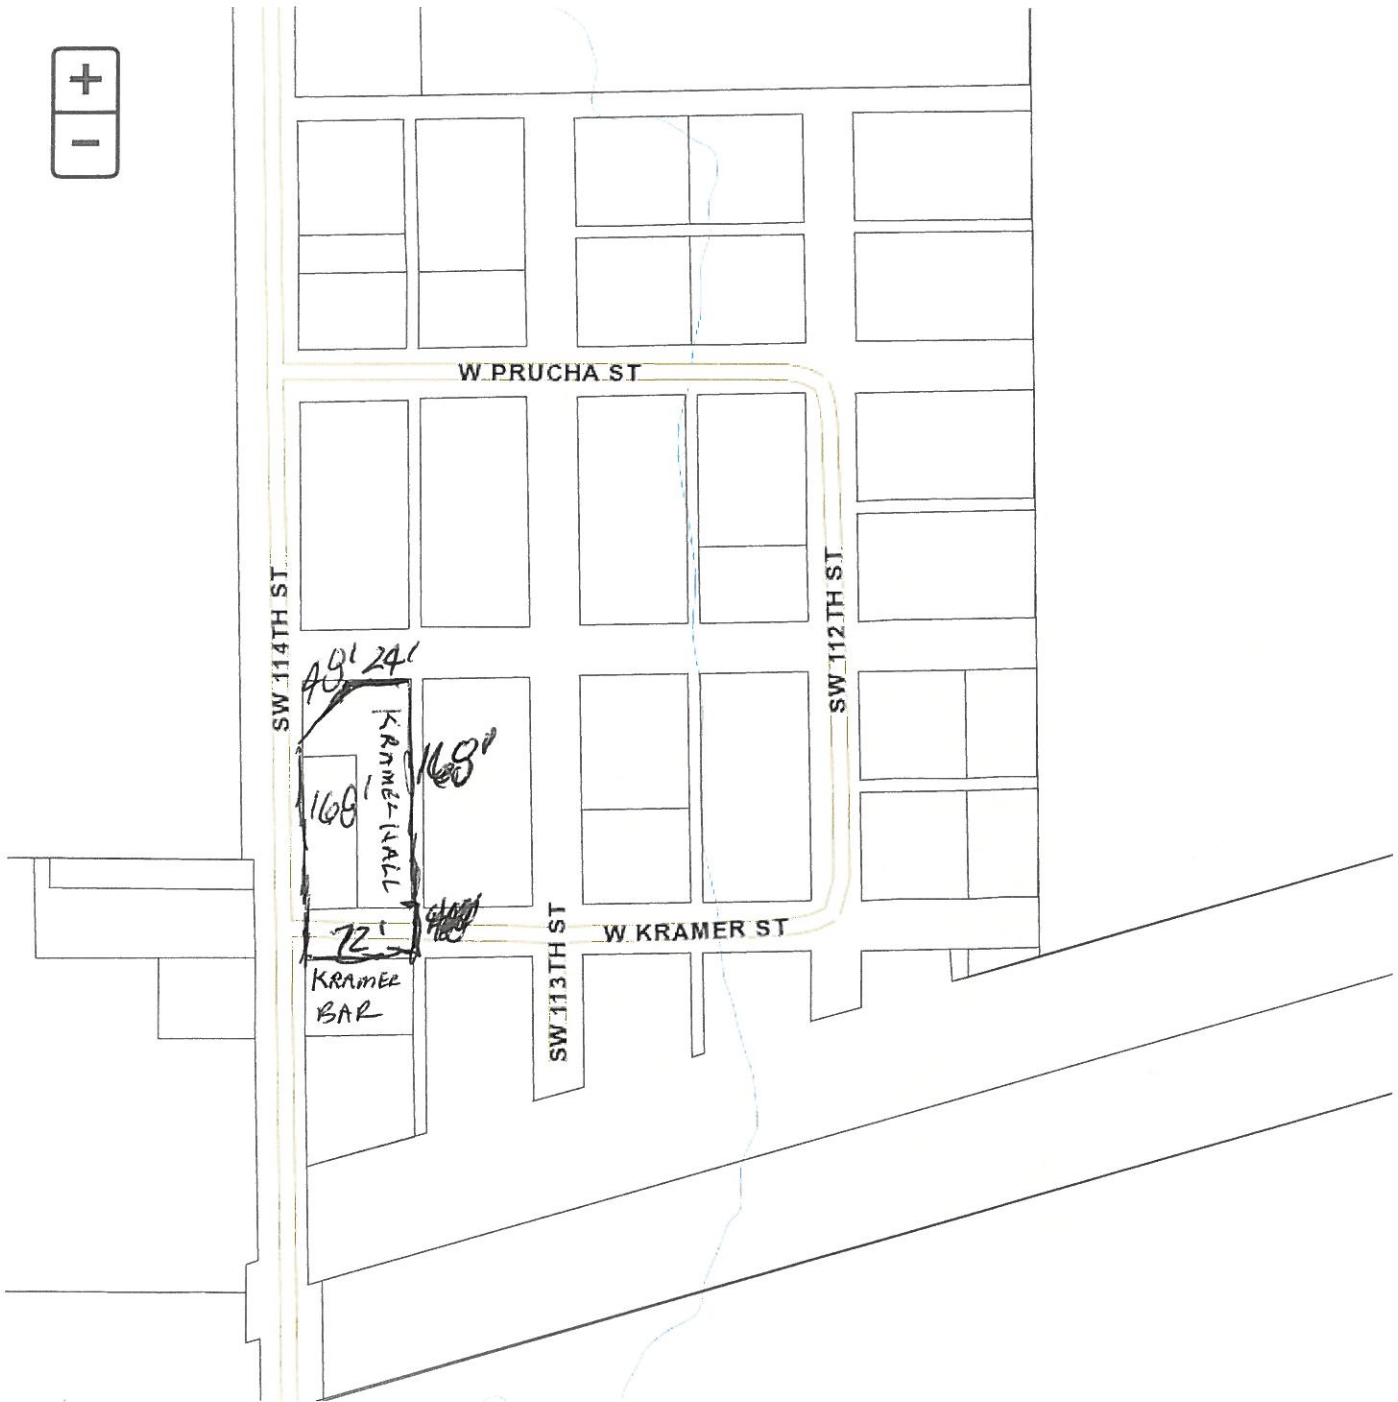 +
−
W PRUCHA ST
SW 114TH ST
SW 112TH ST
48' 24'
KRAMER HALL
168'
168'
72'
W KRAMER ST
SW 113TH ST
KRAMER
BAR